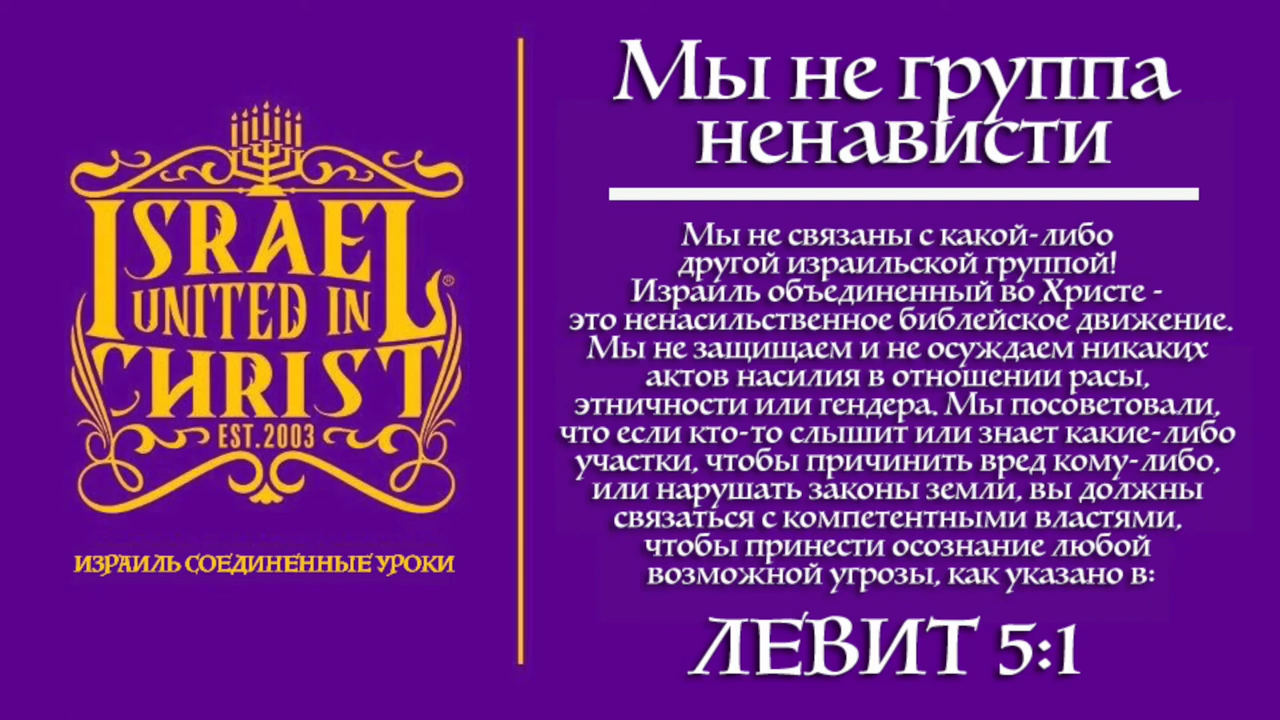 ISRAEL
UNITED IN
CHRIST
EST. 2003
ИЗРАИЛЬ СОЕДИНЕННЫЕ УРОКИ
Мы не группа
ненависти
Мы не связаны с какой-либо
другой израильской группой!
Израиль объединенный во Христе -
это ненасильственное библейское движение.
Мы не защищаем и не осуждаем никаких
актов насилия в отношении расы,
этничности или гендера. Мы посоветовали,
что если кто-то слышит или знает какие-либо
участки, чтобы причинить вред кому-либо,
или нарушать законы земли, вы должны
связаться с компетентными властями,
чтобы принести осознание любой
возможной угрозы, как указано в:
ЛЕВИТ 5:1